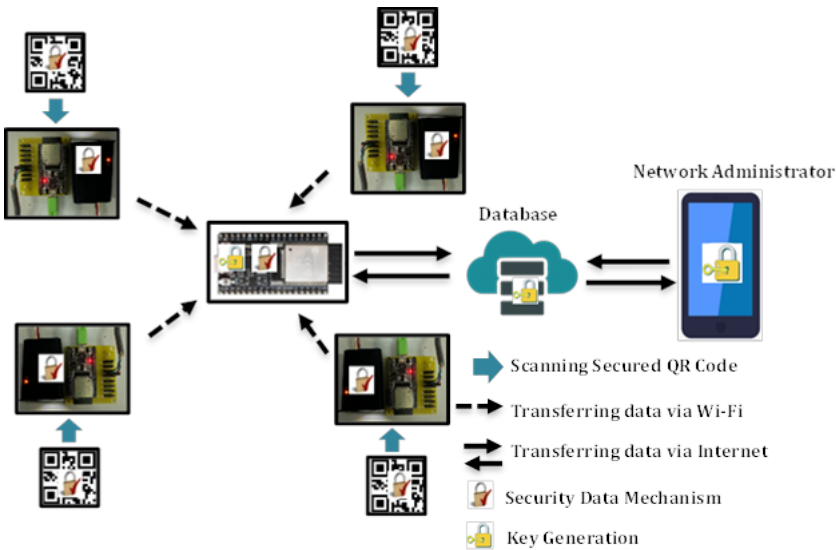 Network Administrator
Database
Scanning Secured QR Code
Transferring data via Wi-Fi
Transferring data via Internet
Security Data Mechanism
Key Generation